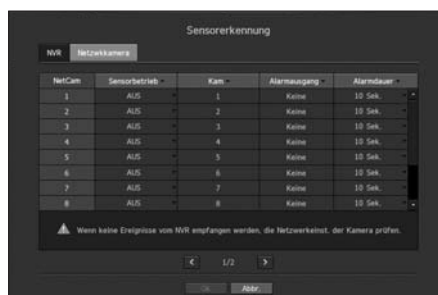 Sensorerkennung
NVR Netzwkkamera
NetCam Sensorbetrieb Kam Alarmausgang Alarmdauer
1 AUS 1 Keine 10 Sek.
2 AUS 2 Keine 10 Sek.
3 AUS 3 Keine 10 Sek.
4 AUS 4 Keine 10 Sek.
5 AUS 5 Keine 10 Sek.
6 AUS 6 Keine 10 Sek.
7 AUS 7 Keine 10 Sek.
8 AUS 8 Keine 10 Sek.
Wenn keine Ereignisse vom NVR empfangen werden, die Netzwerkeinst. der Kamera prüfen.
1/2
Ok Abbr.